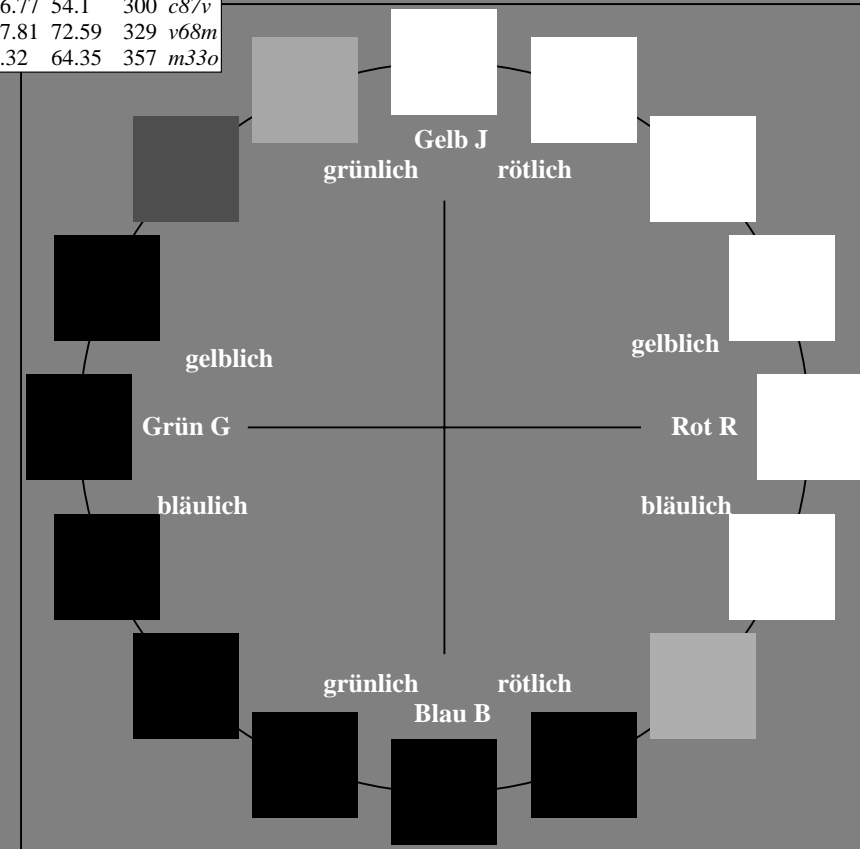 6.77 54.1 300 c87v
7.81 72.59 329 v68m
.32 64.35 357 m33o
Gelb J
grünlich rötlich
gelblich
gelblich
Grün G Rot R
bläulich bläulich
grünlich rötlich
Blau B